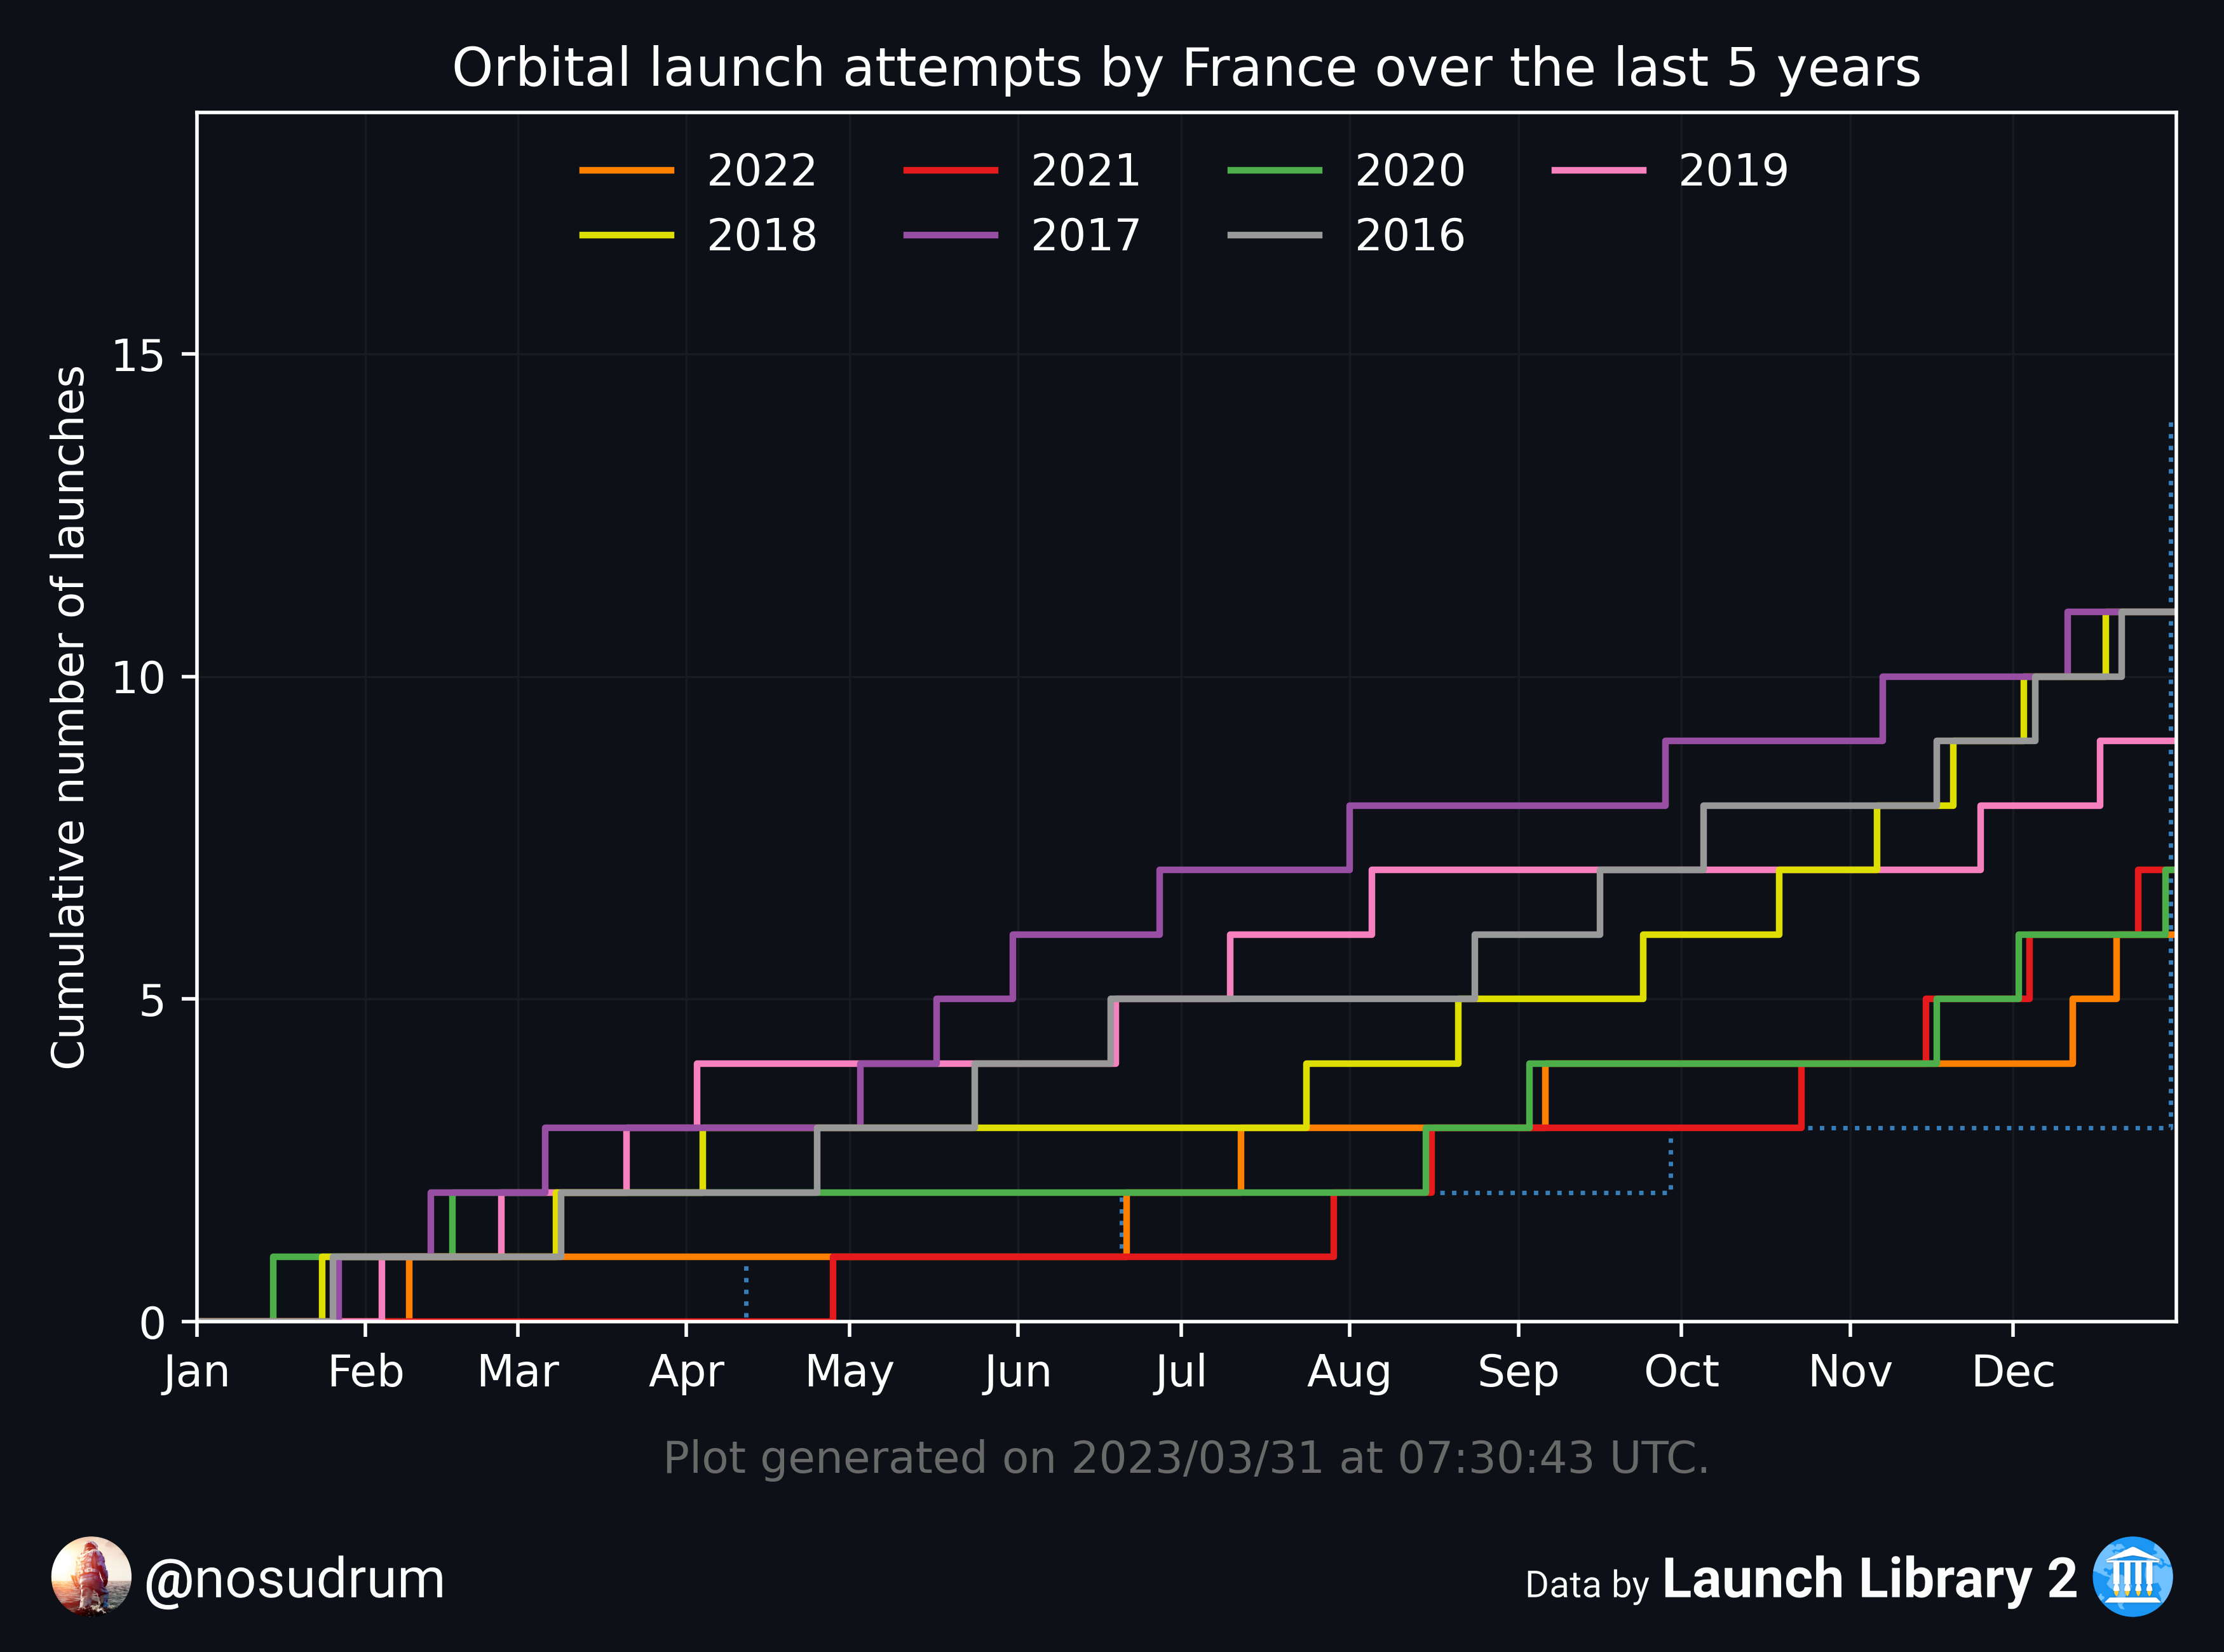 Orbital launch attempts by France over the last 5 years
2022 2021 2020 2019
2018 2017 2016
Cumulative number of launches
15
10
5
0
Jan Feb Mar Apr May Jun Jul Aug Sep Oct Nov Dec
Plot generated on 2023/03/31 at 07:30:43 UTC.
@nosudrum
Data by Launch Library 2